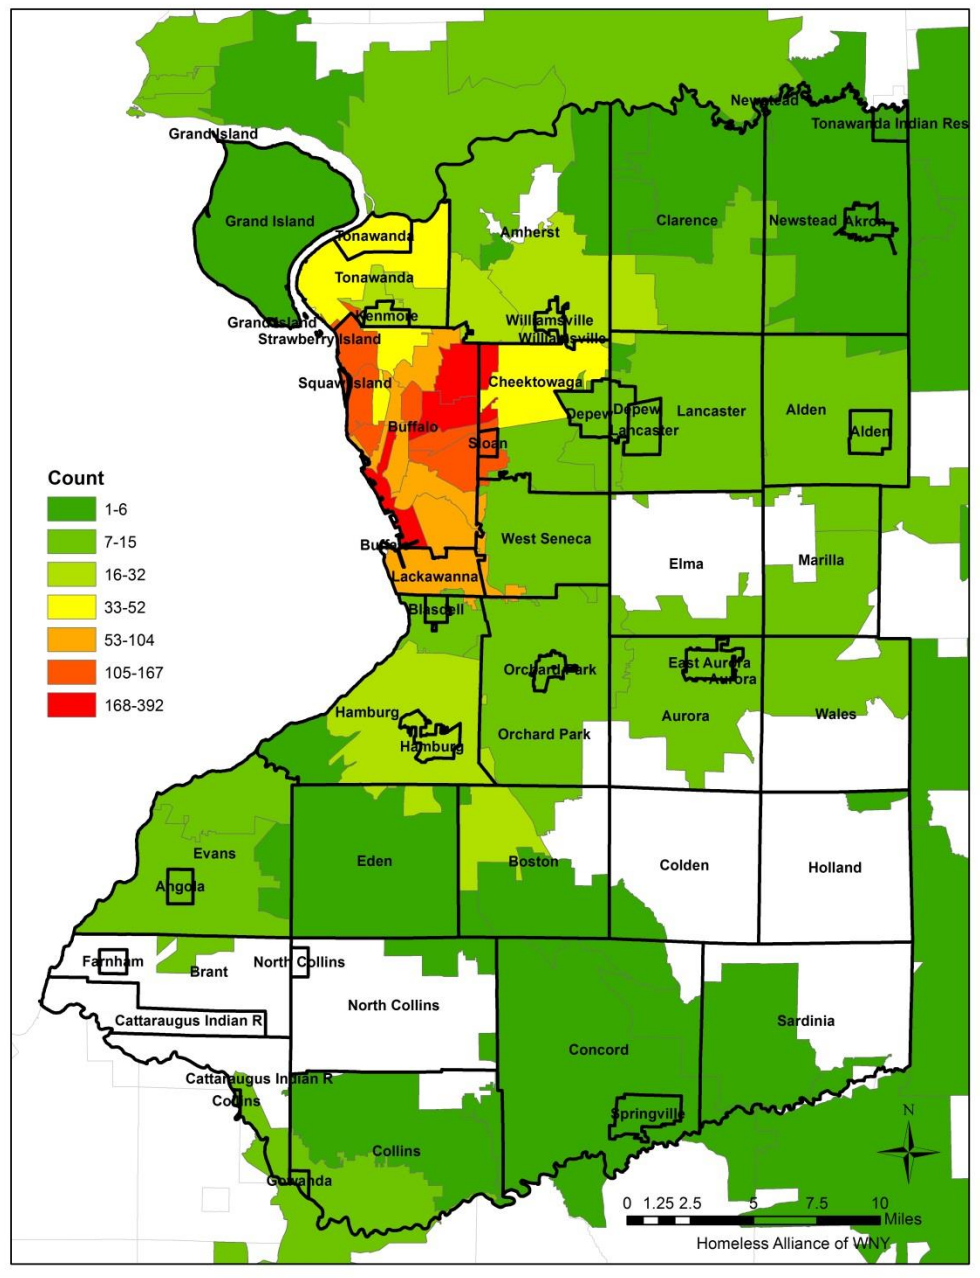 Newstead
Tonawanda Indian Res
Grand Island
Grand Island
Clarence
Newstead
Akron
Amherst
Tonawanda
Tonawanda
Kenmore
Grand Island
Williamsville
Strawberry Island
Williamsville
Squaw Island
Cheektowaga
Depew
Depew
Lancaster
Alden
Buffalo
Lancaster
Alden
Sloan
Count
1-6
7-15
16-32
33-52
53-104
105-167
168-392
West Seneca
Buffalo
Elma
Marilla
Lackawanna
Blasdell
Orchard Park
East Aurora
Aurora
Hamburg
Aurora
Wales
Hamburg
Orchard Park
Evans
Eden
Boston
Colden
Holland
Angola
Farnham
Brant
North Collins
North Collins
Cattaraugus Indian R
Sardinia
Concord
Cattaraugus Indian R
Collins
Springville
N
Collins
Gowanda
0 1.25 2.5 5 7.5 10
Miles
Homeless Alliance of WNY